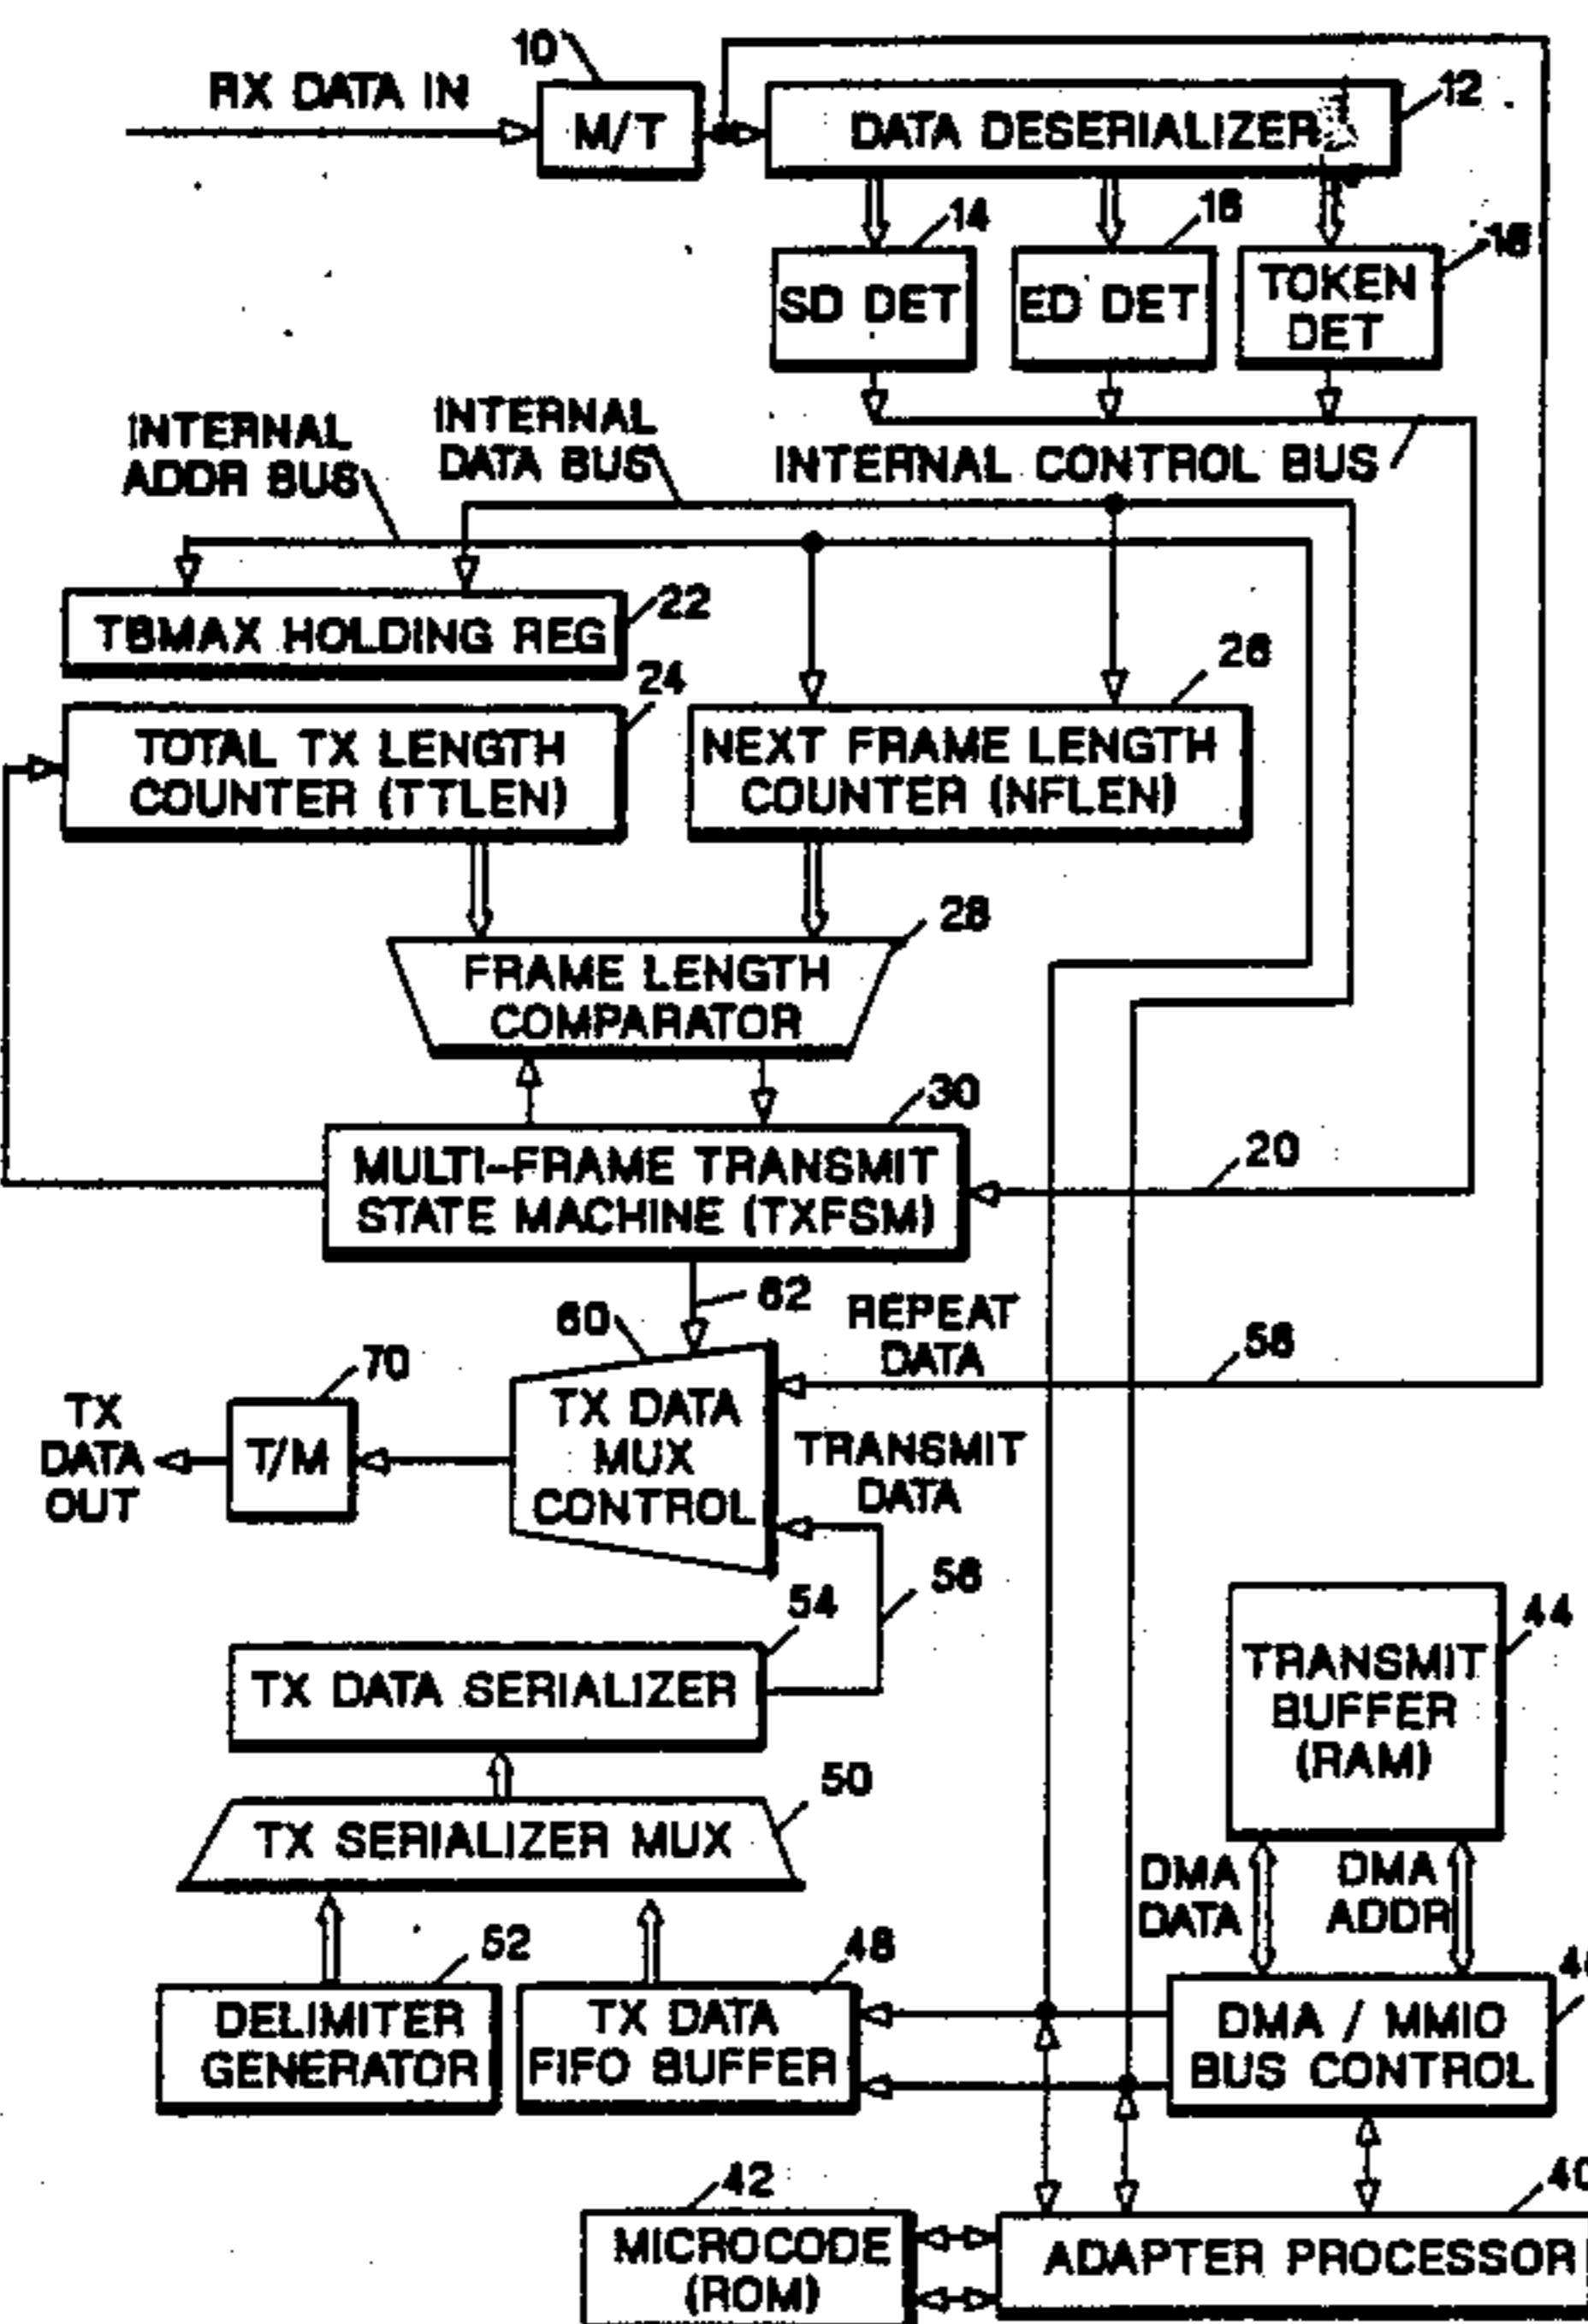 10
RX DATA IN
M/T
DATA DESERIALIZER
12
14
16
18
SD DET
ED DET
TOKEN
DET
INTERNAL
ADDR BUS
INTERNAL
DATA BUS
INTERNAL CONTROL BUS
TBMAX HOLDING REG
22
24
26
TOTAL TX LENGTH
COUNTER (TTLEN)
NEXT FRAME LENGTH
COUNTER (NFLEN)
28
FRAME LENGTH
COMPARATOR
30
MULTI-FRAME TRANSMIT
STATE MACHINE (TXFSM)
20
62
60
REPEAT
DATA
58
70
TX
DATA
OUT
T/M
TX DATA
MUX
CONTROL
TRANSMIT
DATA
56
54
TX DATA SERIALIZER
44
TRANSMIT
BUFFER
(RAM)
50
TX SERIALIZER MUX
DMA
DATA
DMA
ADDR
52
48
DELIMITER
GENERATOR
TX DATA
FIFO BUFFER
DMA / MMIO
BUS CONTROL
42
40
MICROCODE
(ROM)
ADAPTER PROCESSOR